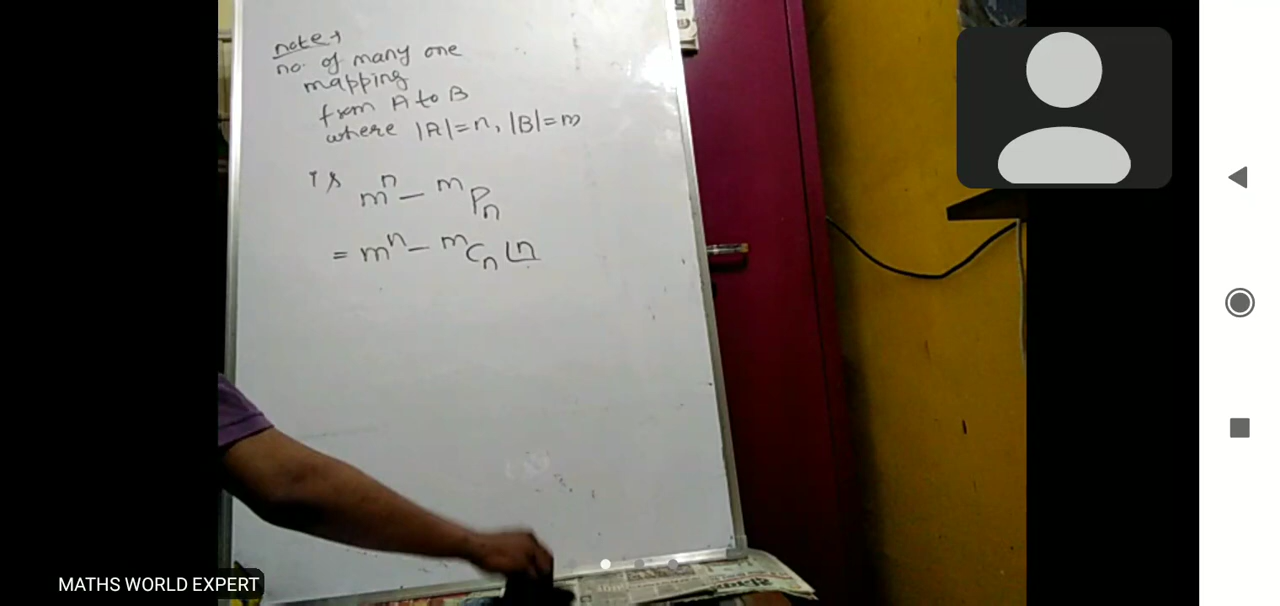 note→
no. of many one
mapping
from A to B
where |A|=n, |B|=m
is mⁿ - ᵐPₙ
= mⁿ - ᵐCₙ ⌊n
MATHS WORLD EXPERT